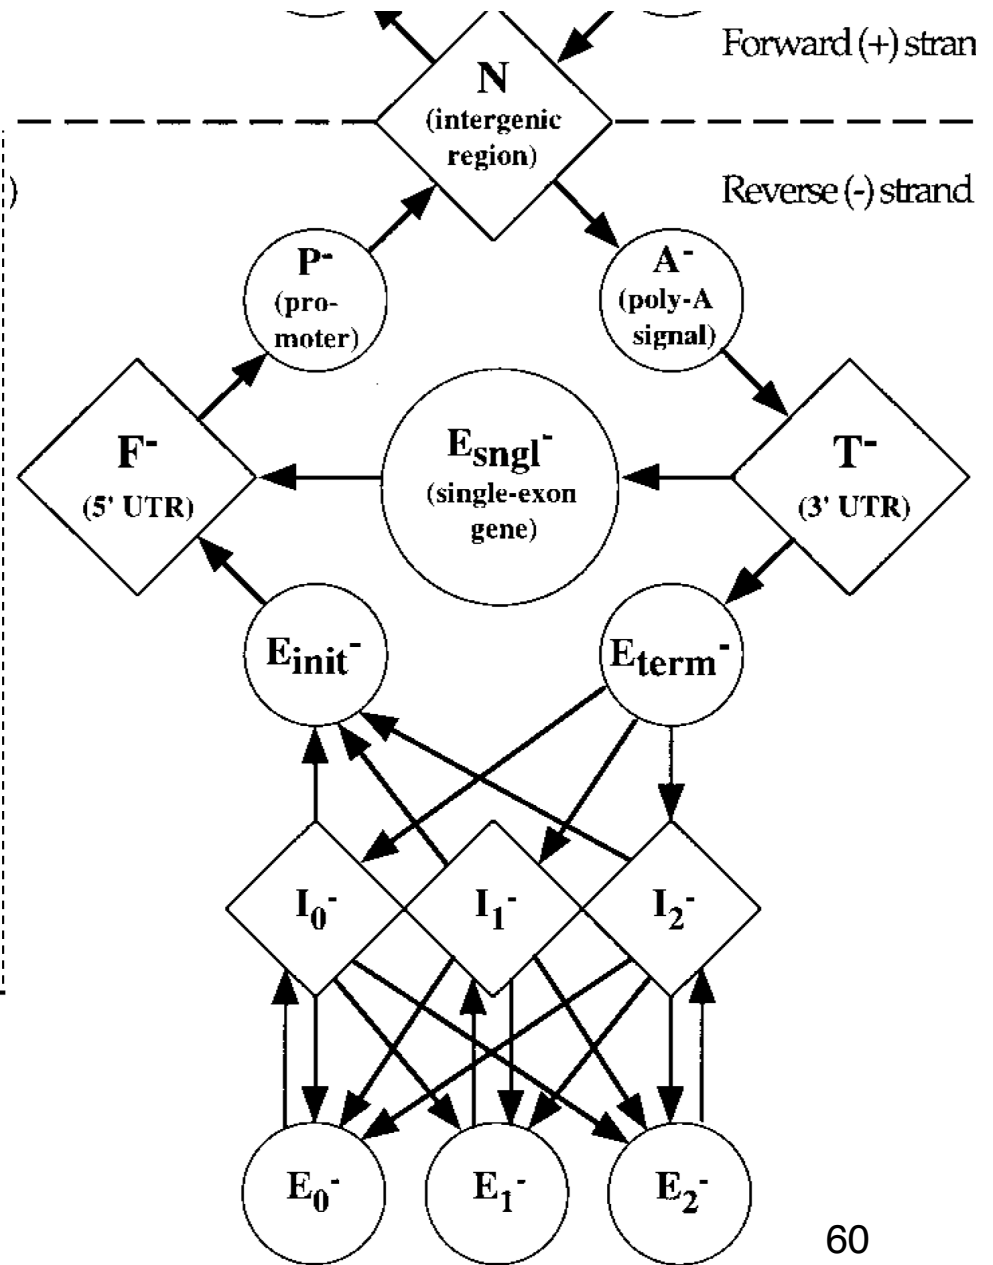 Forward (+) stran
N
(intergenic
region)
)
Reverse (-) strand
P-
(pro-
moter)
A-
(poly-A
signal)
F-
(5' UTR)
Esngl-
(single-exon
gene)
T-
(3' UTR)
Einit-
Eterm-
I0-
I1-
I2-
E0-
E1-
E2-
60